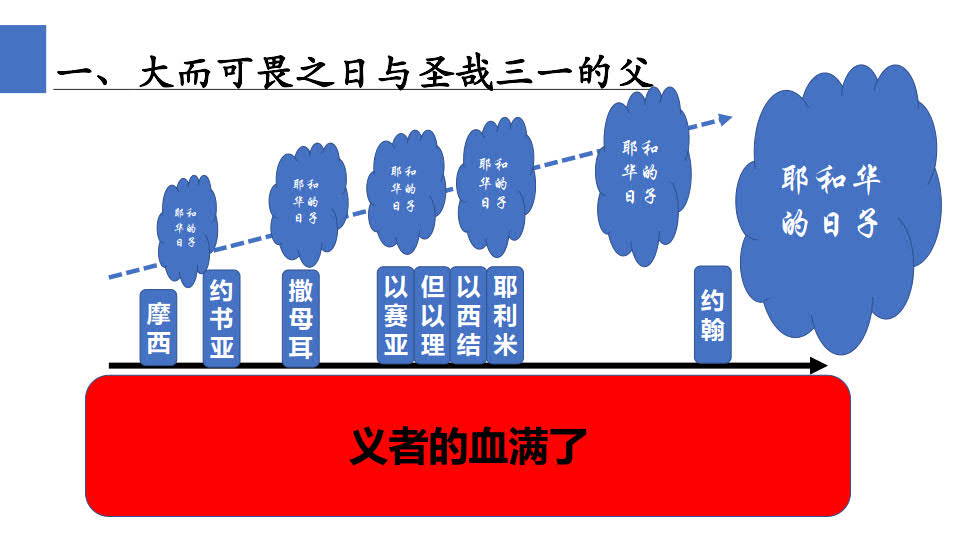 一、大而可畏之日与圣哉三一的父
耶和
华的
日子
耶和
华的
日子
耶和
华的
日子
耶和
华的
日子
耶和
华的
日子
耶和华
的日子
摩西
约书亚
撒母耳
以赛亚
但以理
以西结
耶利米
约翰
义者的血满了